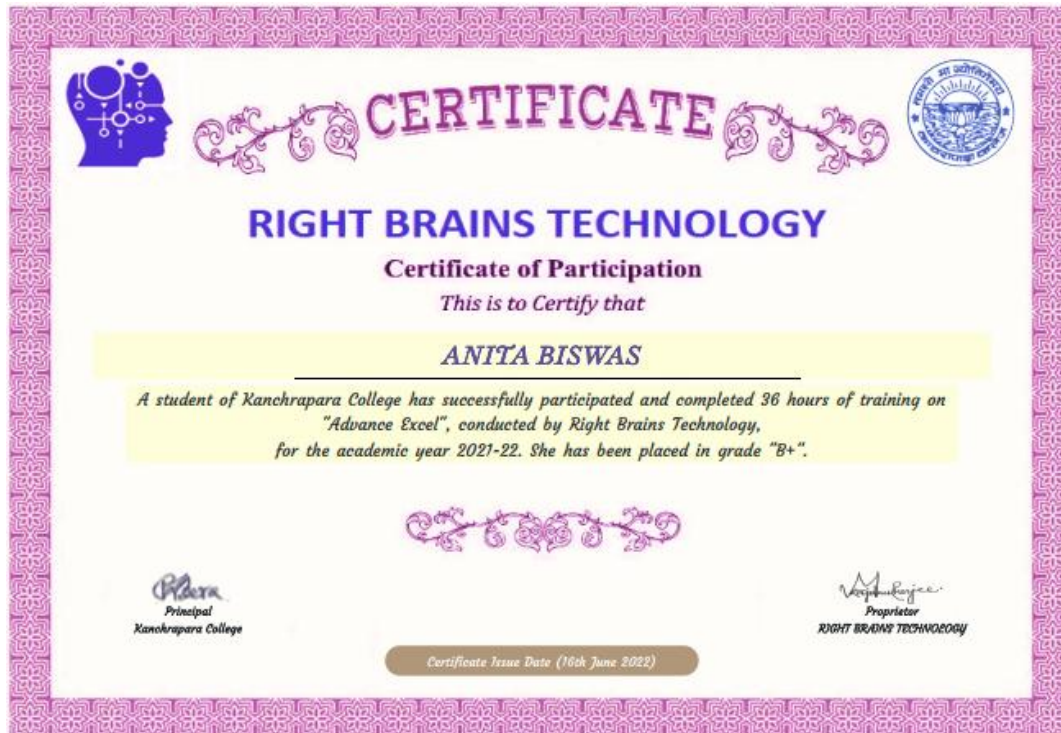 CERTIFICATE
RIGHT BRAINS TECHNOLOGY
Certificate of Participation
This is to Certify that
ANITA BISWAS
A student of Kanchrapara College has successfully participated and completed 36 hours of training on
"Advance Excel", conducted by Right Brains Technology,
for the academic year 2021-22. She has been placed in grade "B+".
Principal
Kanchrapara College
Proprietor
RIGHT BRAINS TECHNOLOGY
Certificate Issue Date (16th June 2022)